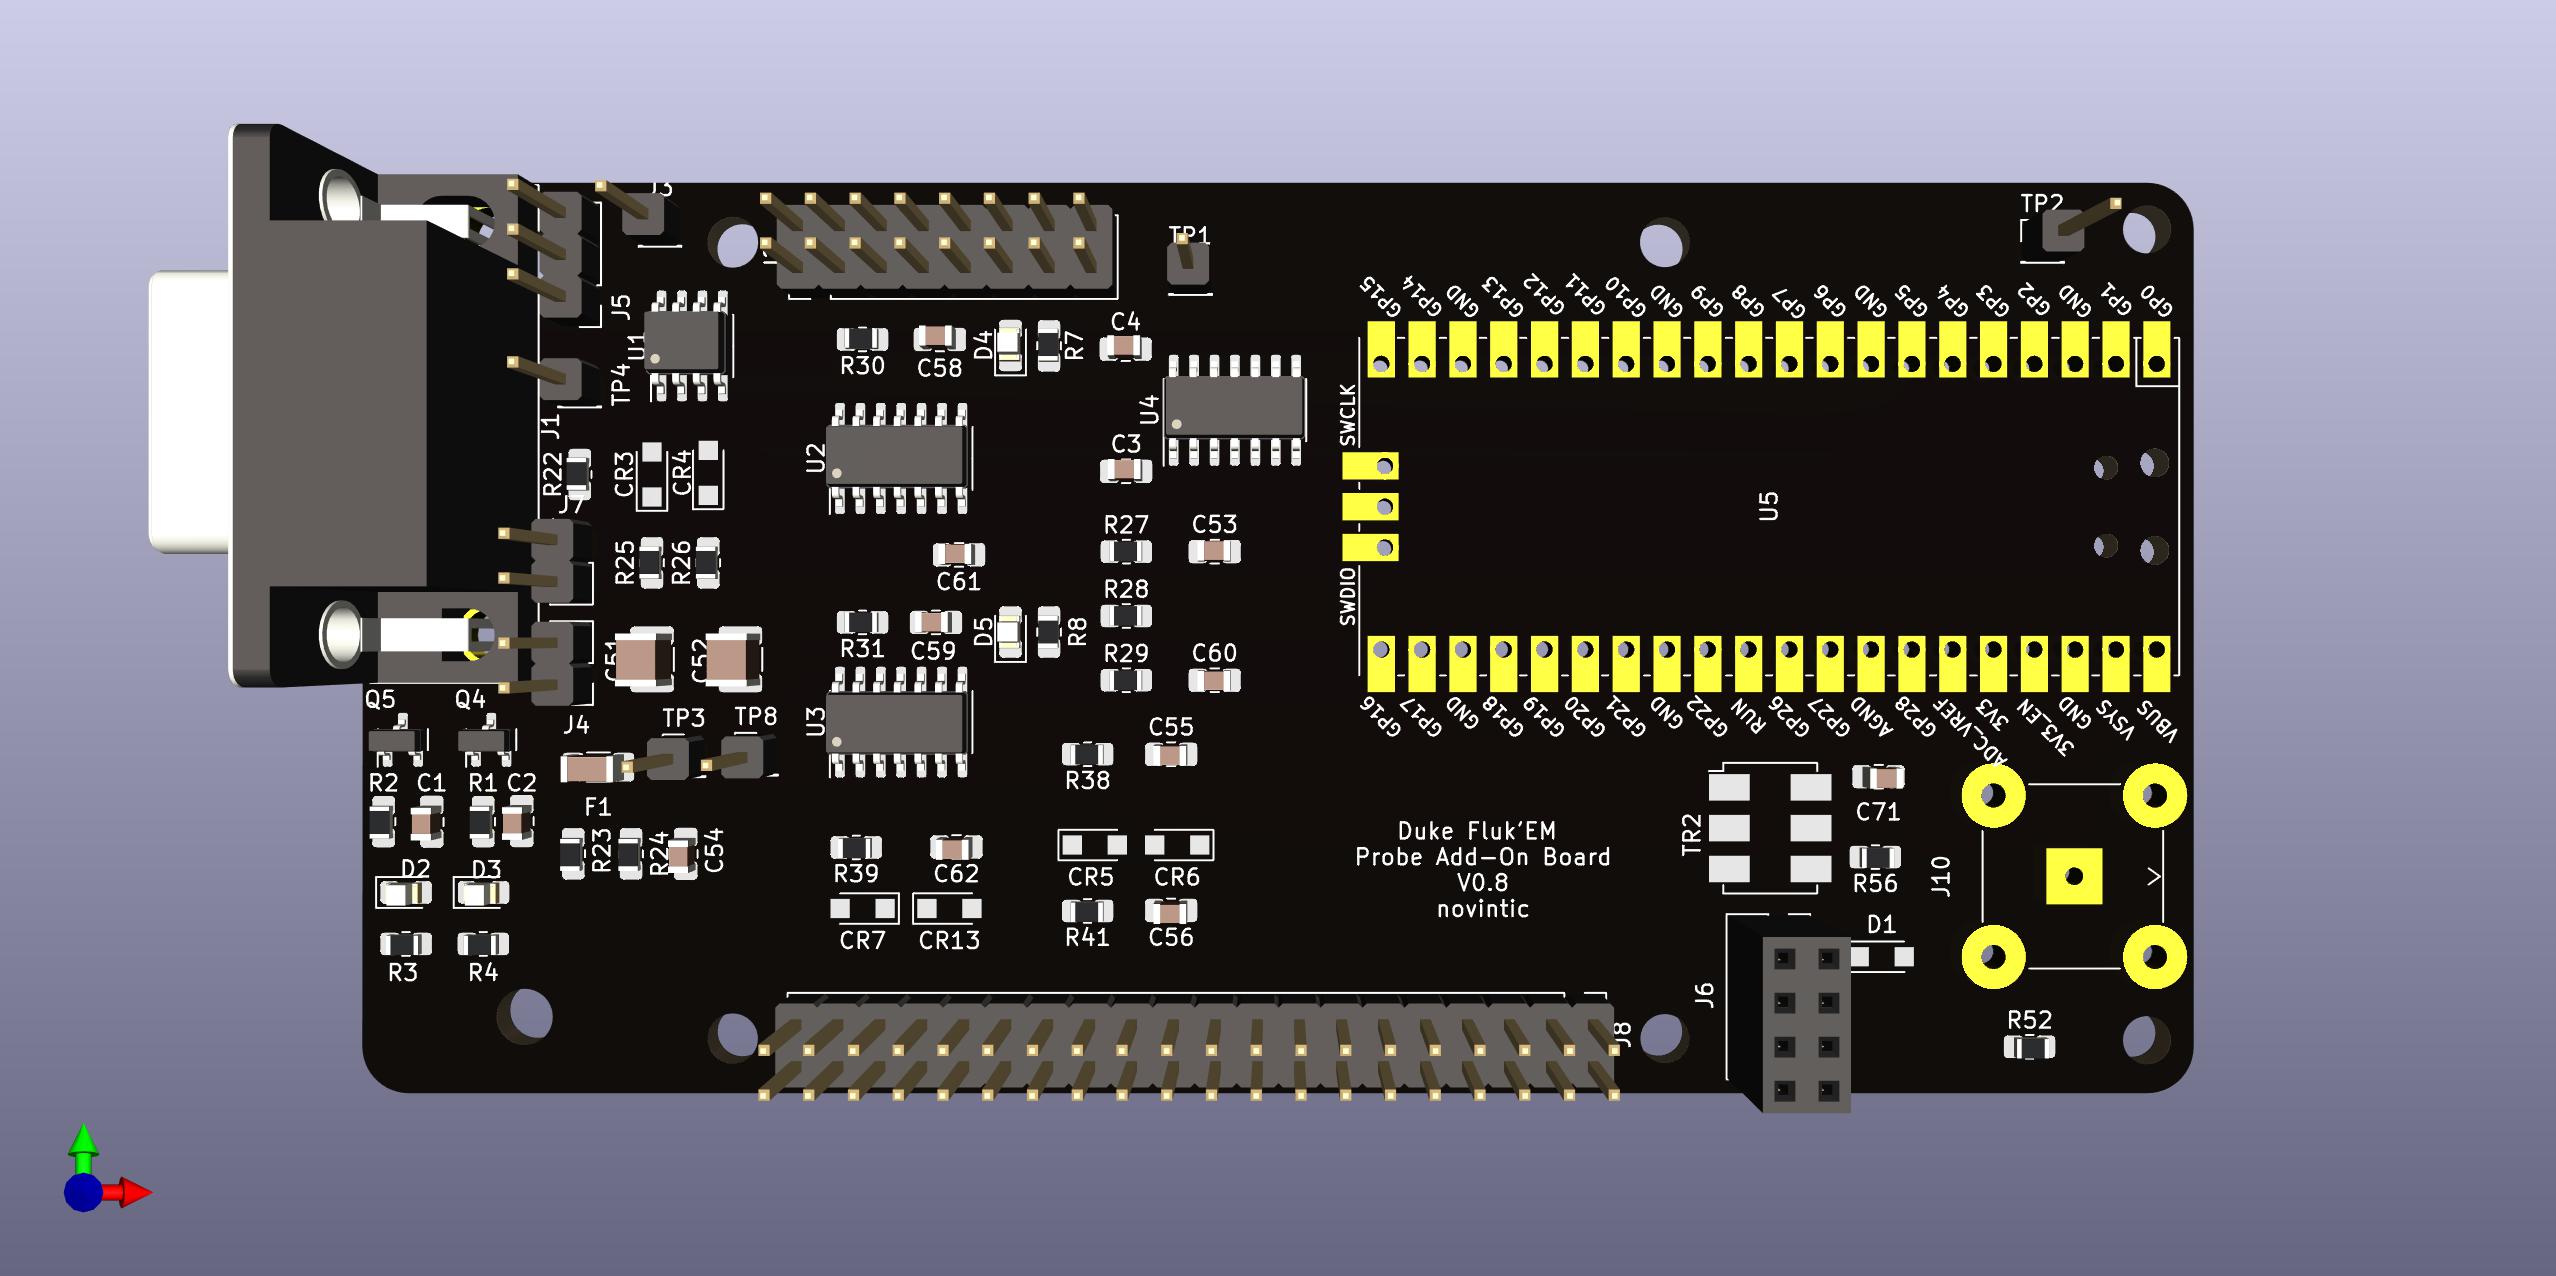 J3
TP2
TP1
GP15
GP14
GND
GP13
GP12
GP11
GP10
GND
GP9
GP8
GP7
GP6
GND
GP5
GP4
GP3
GP2
GND
GP1
GP0
J5
U1
R30
C58
D4
R7
C4
TP4
J1
U4
SWCLK
R22
CR3
CR4
U2
C3
J7
U5
R25
R26
C61
R27
C53
R28
SWDIO
C51
C52
R31
C59
D5
R8
R29
C60
Q5
Q4
J4
TP3
TP8
U3
C55
R38
GP16
GP17
GND
GP18
GP19
GP20
GP21
GND
GP22
RUN
GP26
GP27
AGND
GP28
ADC_VREF
3V3
3V3_EN
GND
VSYS
VBUS
R2
C1
R1
C2
F1
R23
R24
C54
R39
C62
CR5
CR6
Duke Fluk'EM
Probe Add-On Board
V0.8
novintic
TR2
C71
R56
J10
D2
D3
R3
R4
CR7
CR13
R41
C56
D1
J6
J8
R52